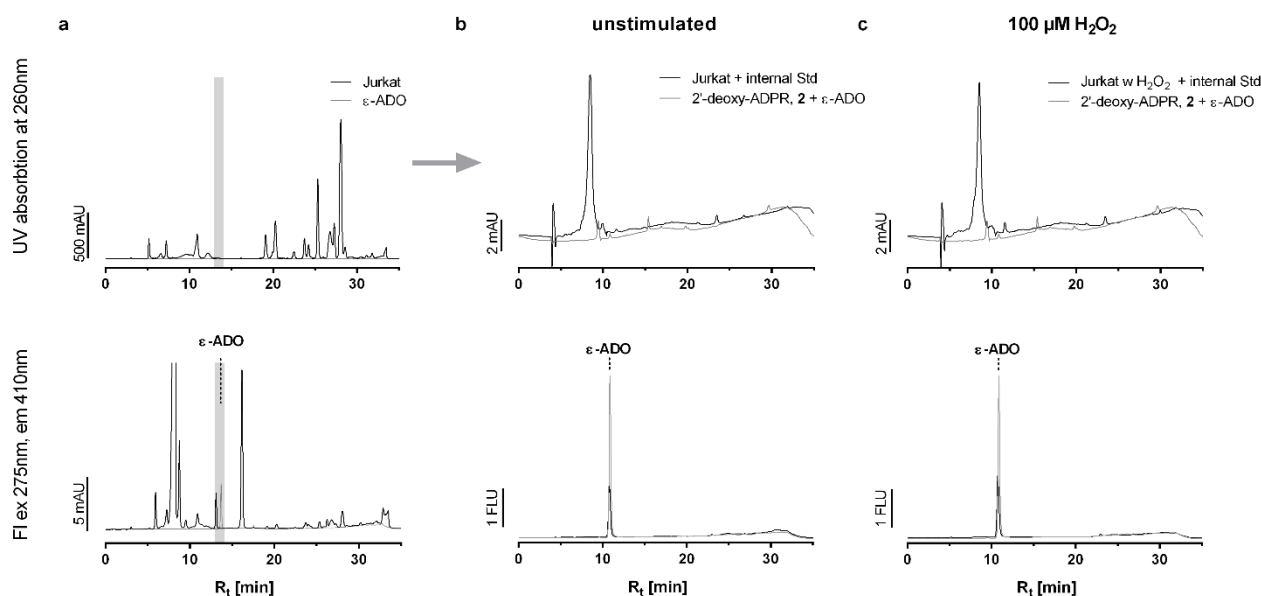 a
b
unstimulated
c
100 µM H₂O₂
UV absorbtion at 260nm
Jurkat
ε-ADO
500 mAU
0
10
20
30
Jurkat + internal Std
2'-deoxy-ADPR, 2 + ε-ADO
2 mAU
0
10
20
30
Jurkat w H₂O₂ + internal Std
2'-deoxy-ADPR, 2 + ε-ADO
2 mAU
0
10
20
30
FI ex 275nm, em 410nm
ε-ADO
5 mAU
0
10
20
30
Rt [min]
ε-ADO
1 FLU
0
10
20
30
Rt [min]
ε-ADO
1 FLU
0
10
20
30
Rt [min]